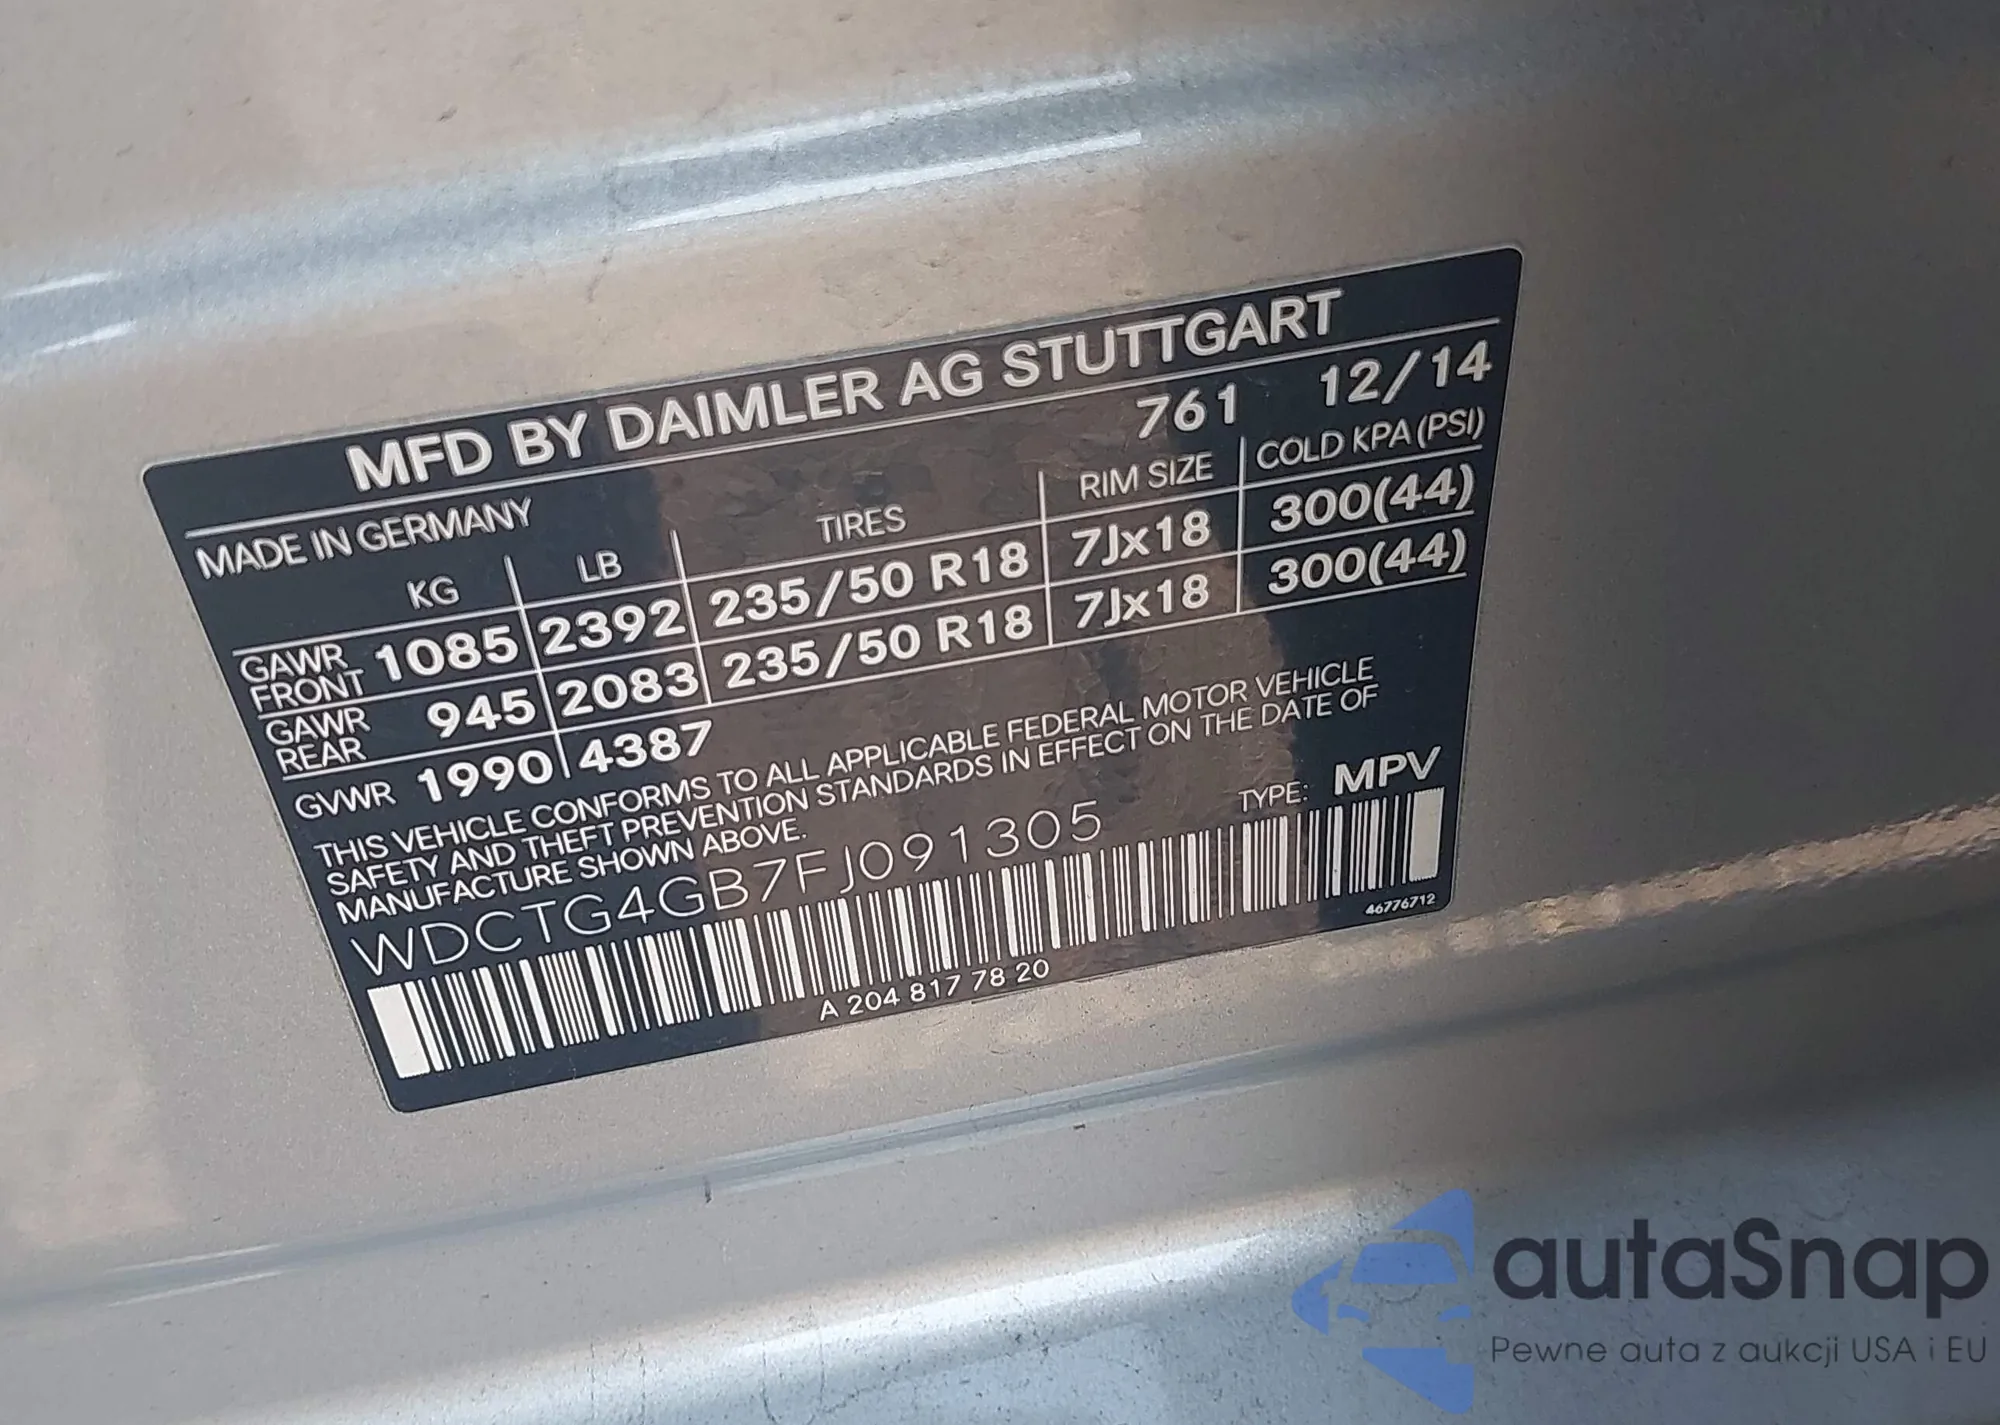 MFD BY DAIMLER AG STUTTGART
MADE IN GERMANY 761 12/14
KG LB TIRES RIM SIZE COLD KPA (PSI)
GAWR FRONT 1085 2392 235/50 R18 7Jx18 300(44)
GAWR REAR 945 2083 235/50 R18 7Jx18 300(44)
GVWR 1990 4387
THIS VEHICLE CONFORMS TO ALL APPLICABLE FEDERAL MOTOR VEHICLE
SAFETY AND THEFT PREVENTION STANDARDS IN EFFECT ON THE DATE OF
MANUFACTURE SHOWN ABOVE.
WDCTG4GB7FJ091305 TYPE: MPV
46776712
A 204 817 78 20
autaSnap
Pewne auta z aukcji USA i EU